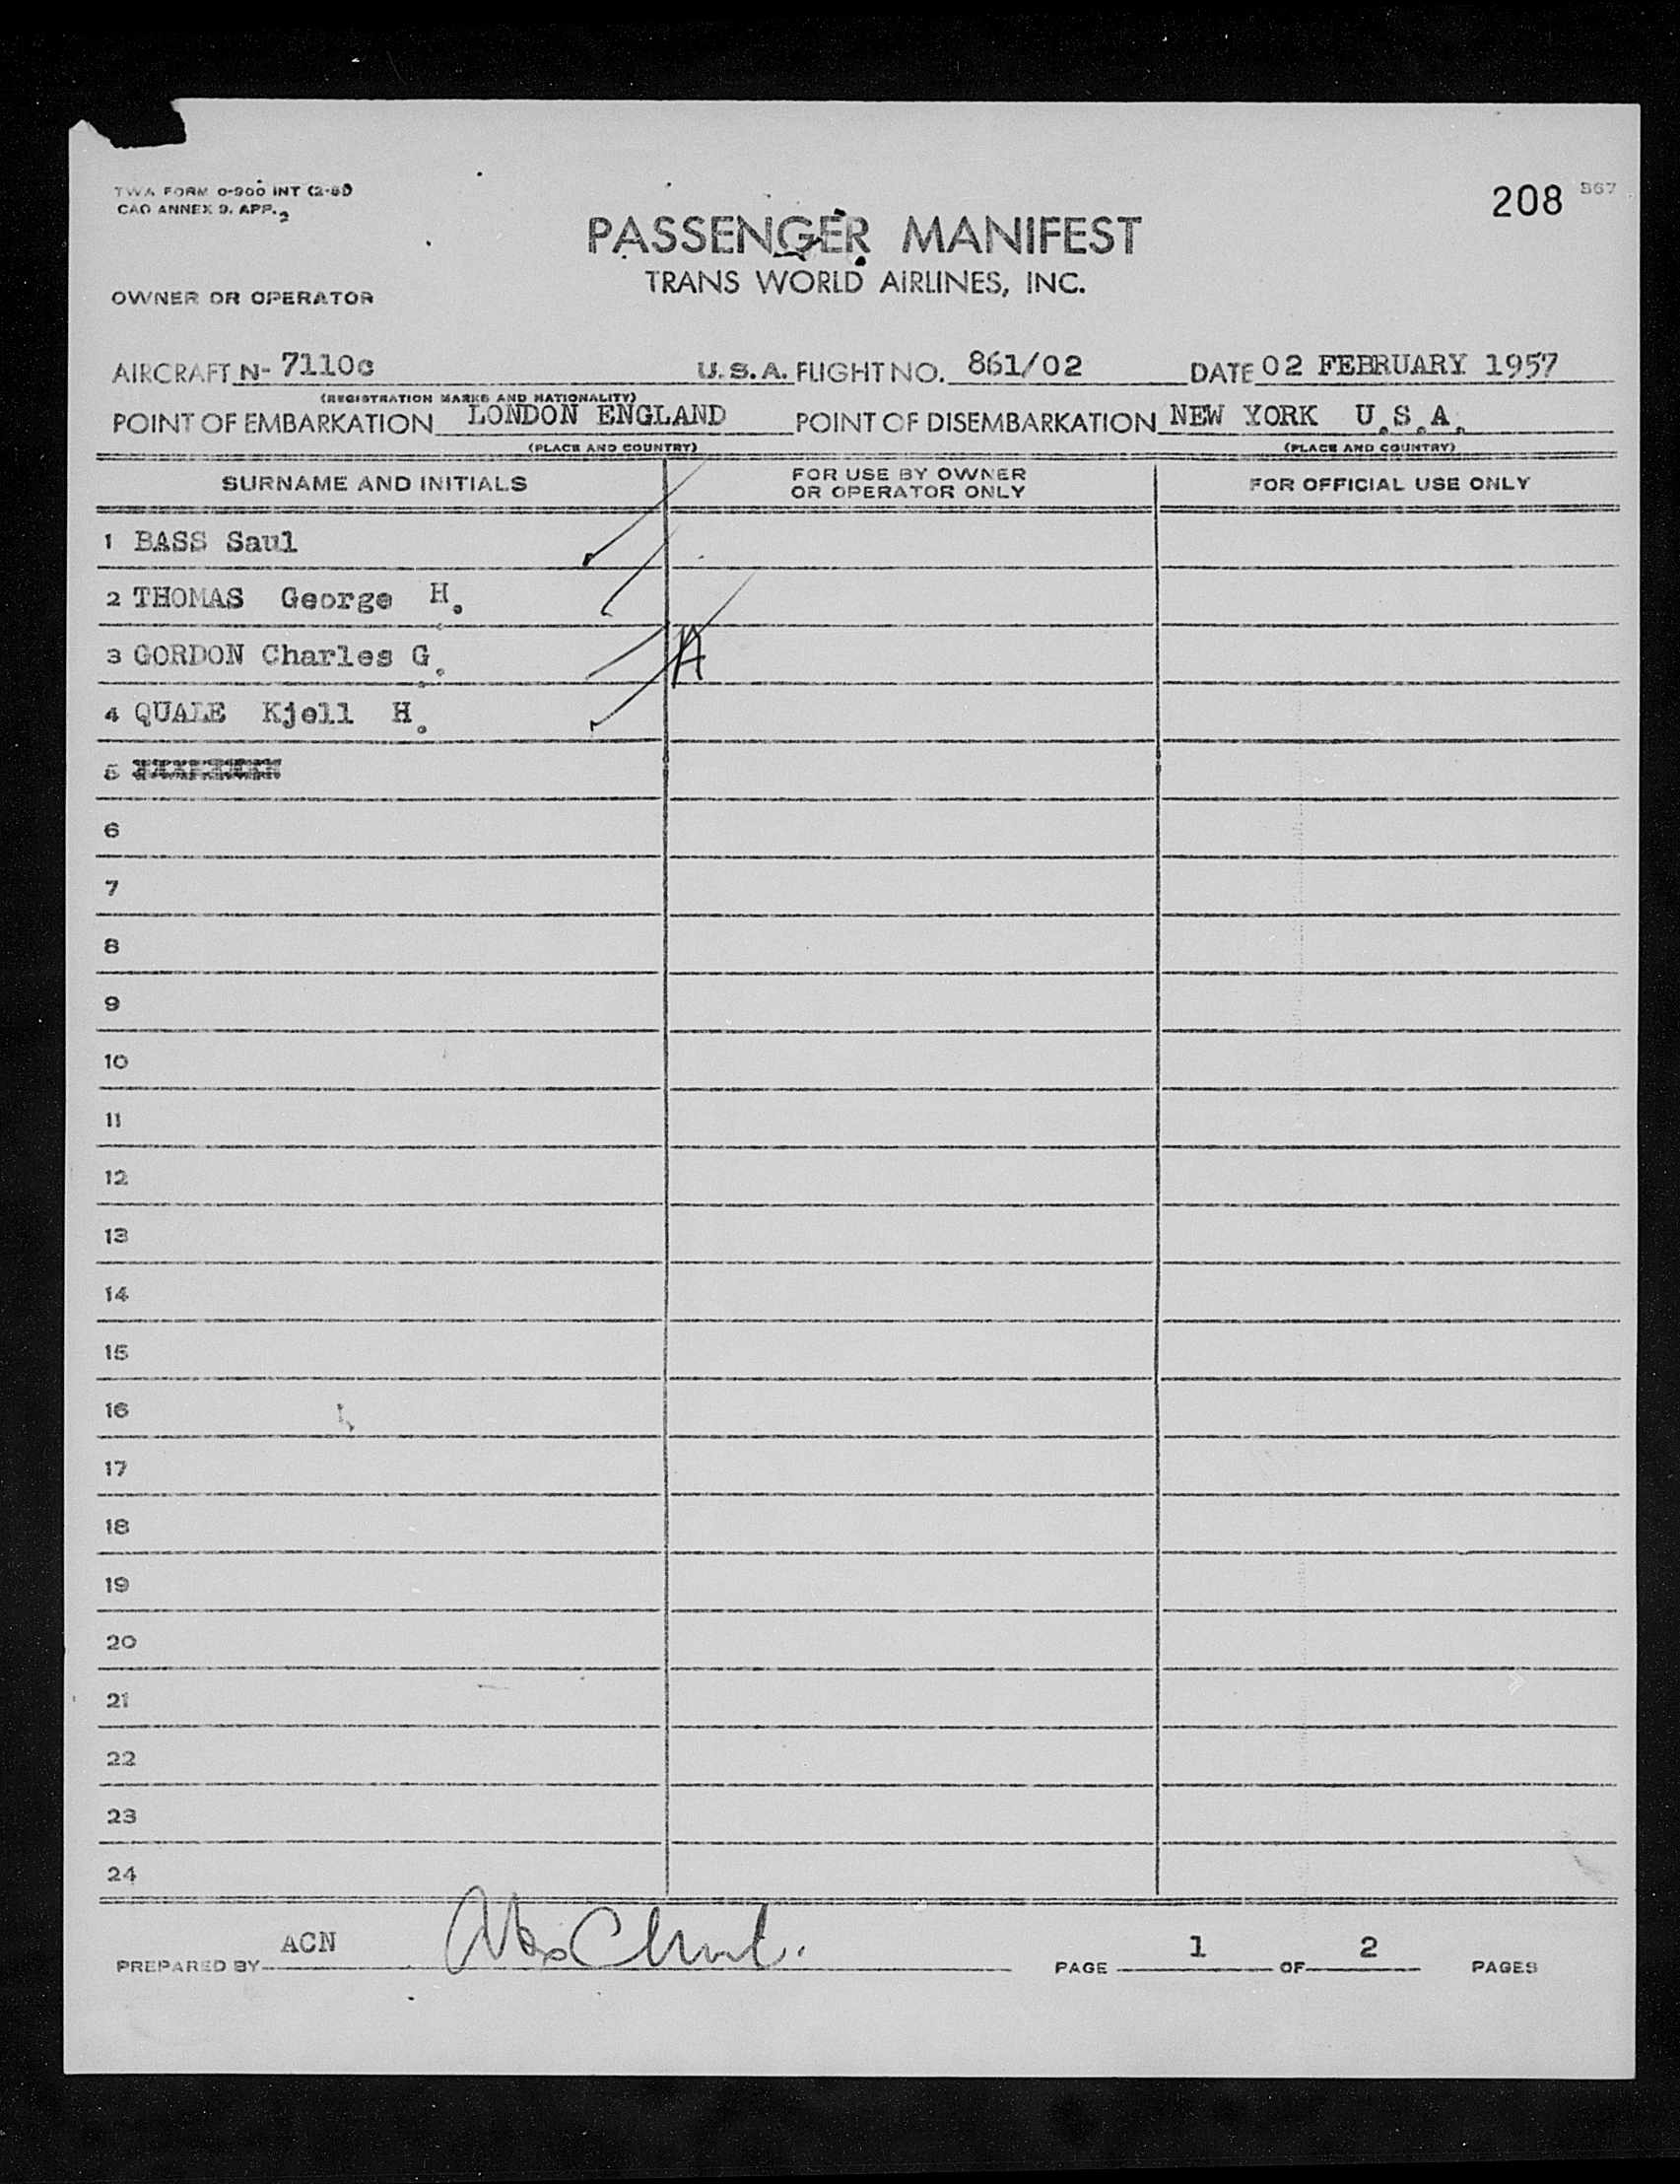 TWA FORM 0-900 INT (2-51)
208 867
CAO ANNEX 9. APP. 2
PASSENGER MANIFEST
TRANS WORLD AIRLINES, INC.
OWNER OR OPERATOR
AIRCRAFT N- 7110c U.S.A. FLIGHT NO. 861/02 DATE 02 FEBRUARY 1957
(REGISTRATION MARKS AND NATIONALITY)
POINT OF EMBARKATION LONDON ENGLAND POINT OF DISEMBARKATION NEW YORK U.S.A.
(PLACE AND COUNTRY) (PLACE AND COUNTRY)
SURNAME AND INITIALS FOR USE BY OWNER OR OPERATOR ONLY FOR OFFICIAL USE ONLY
1 BASS Saul
2 THOMAS George H.
3 GORDON Charles G. A
4 QUALE Kjell H.
5
6
7
8
9
10
11
12
13
14
15
16
17
18
19
20
21
22
23
24
PREPARED BY ACN PAGE 1 OF 2 PAGES